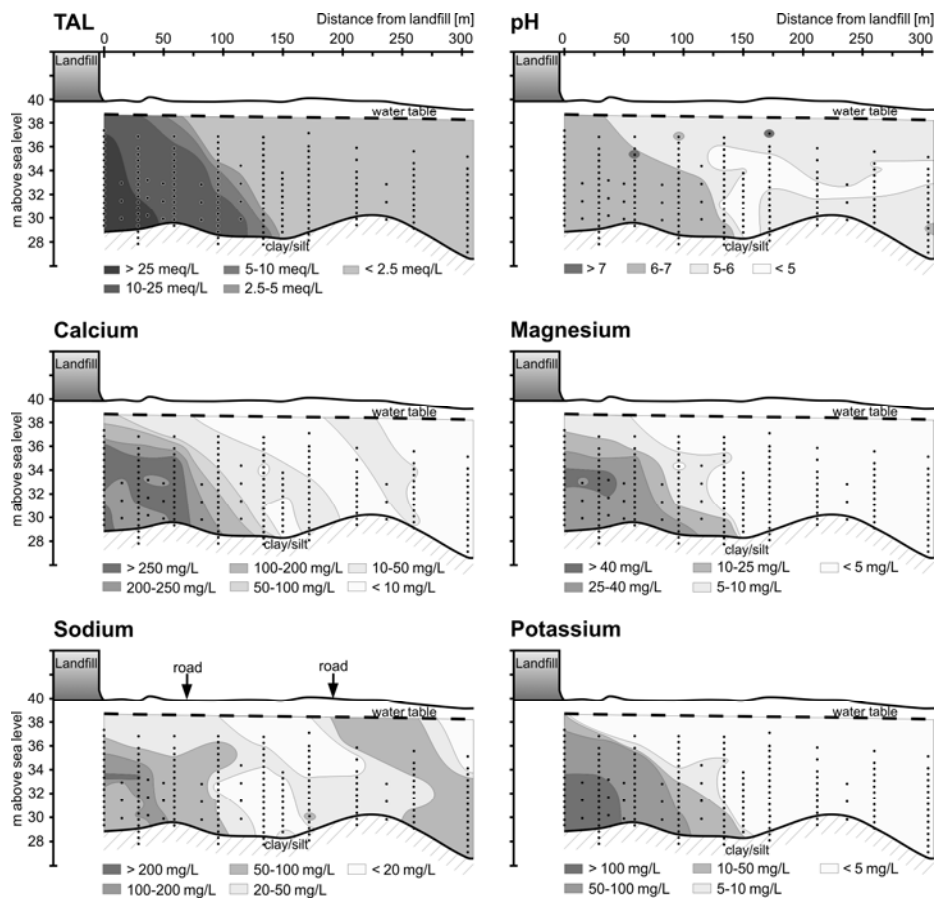 TAL
Distance from landfill [m]
0 50 100 150 200 250 300
Landfill
m above sea level
40
38
36
34
32
30
28
water table
clay/silt
> 25 meq/L 5-10 meq/L < 2.5 meq/L
10-25 meq/L 2.5-5 meq/L
pH
Distance from landfill [m]
0 50 100 150 200 250 300
Landfill
water table
clay/silt
> 7 6-7 5-6 < 5
Calcium
Landfill
m above sea level
40
38
36
34
32
30
28
water table
clay/silt
> 250 mg/L 100-200 mg/L 10-50 mg/L
200-250 mg/L 50-100 mg/L < 10 mg/L
Magnesium
Landfill
water table
clay/silt
> 40 mg/L 10-25 mg/L < 5 mg/L
25-40 mg/L 5-10 mg/L
Sodium
Landfill
road
road
m above sea level
40
38
36
34
32
30
28
water table
clay/silt
> 200 mg/L 50-100 mg/L < 20 mg/L
100-200 mg/L 20-50 mg/L
Potassium
Landfill
water table
clay/silt
> 100 mg/L 10-50 mg/L < 5 mg/L
50-100 mg/L 5-10 mg/L